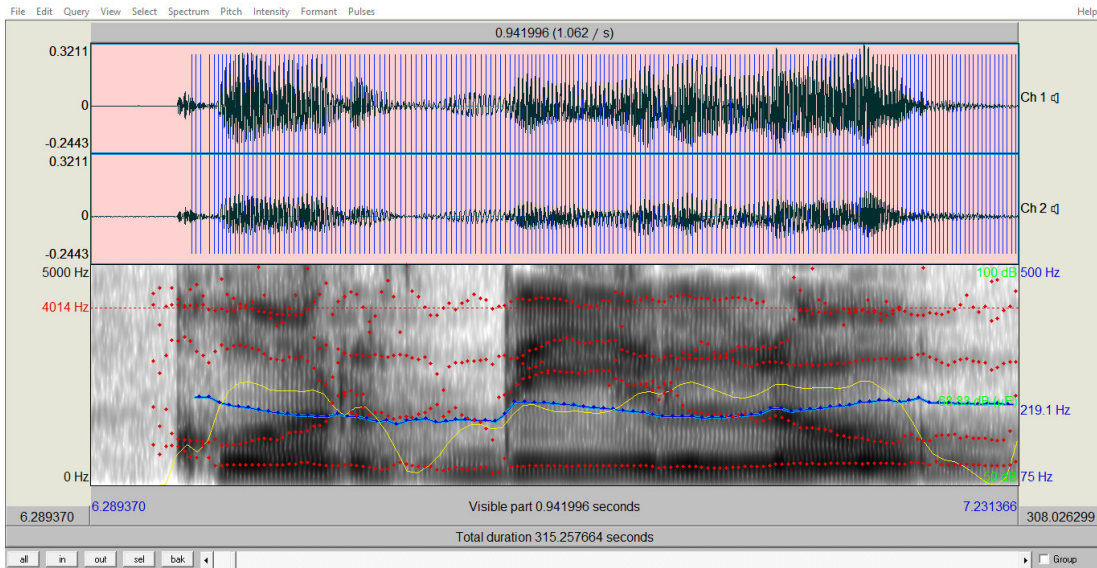 File Edit Query View Select Spectrum Pitch Intensity Formant Pulses Help
0.941996 (1.062 / s)
0.3211
0
-0.2443
Ch 1
0.3211
0
-0.2443
Ch 2
5000 Hz 100 dB 500 Hz
4014 Hz
219.1 Hz
0 Hz 75 Hz
6.289370 Visible part 0.941996 seconds 7.231366
6.289370 308.026299
Total duration 315.257664 seconds
all in out sel bak Group